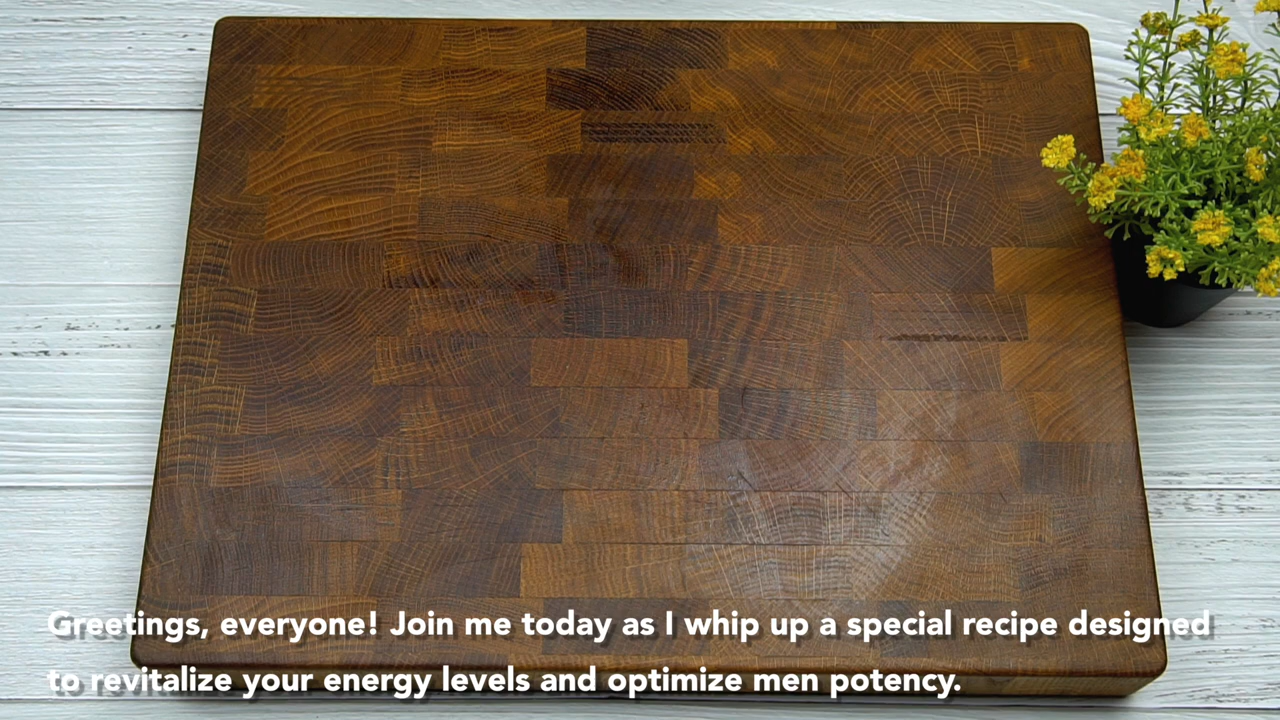 Greetings, everyone! Join me today as I whip up a special recipe designed
to revitalize your energy levels and optimize men potency.